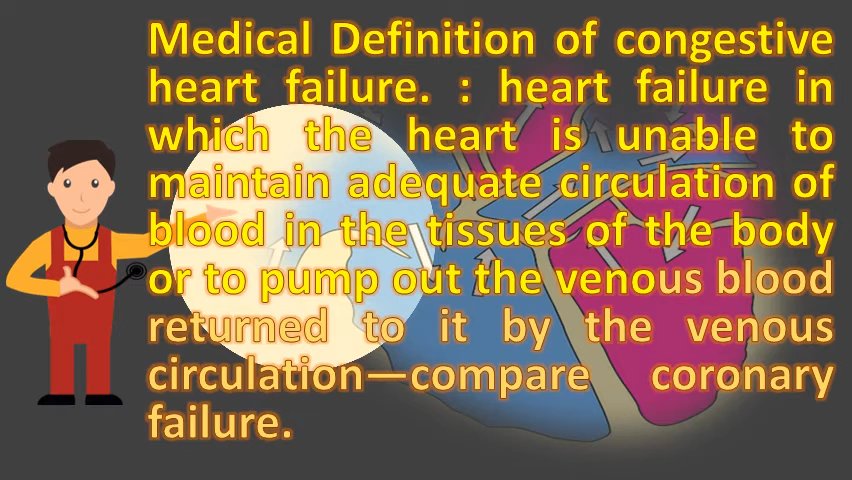 Medical Definition of congestive
heart failure. : heart failure in
which the heart is unable to
maintain adequate circulation of
blood in the tissues of the body
or to pump out the venous blood
returned to it by the venous
circulation—compare coronary
failure.